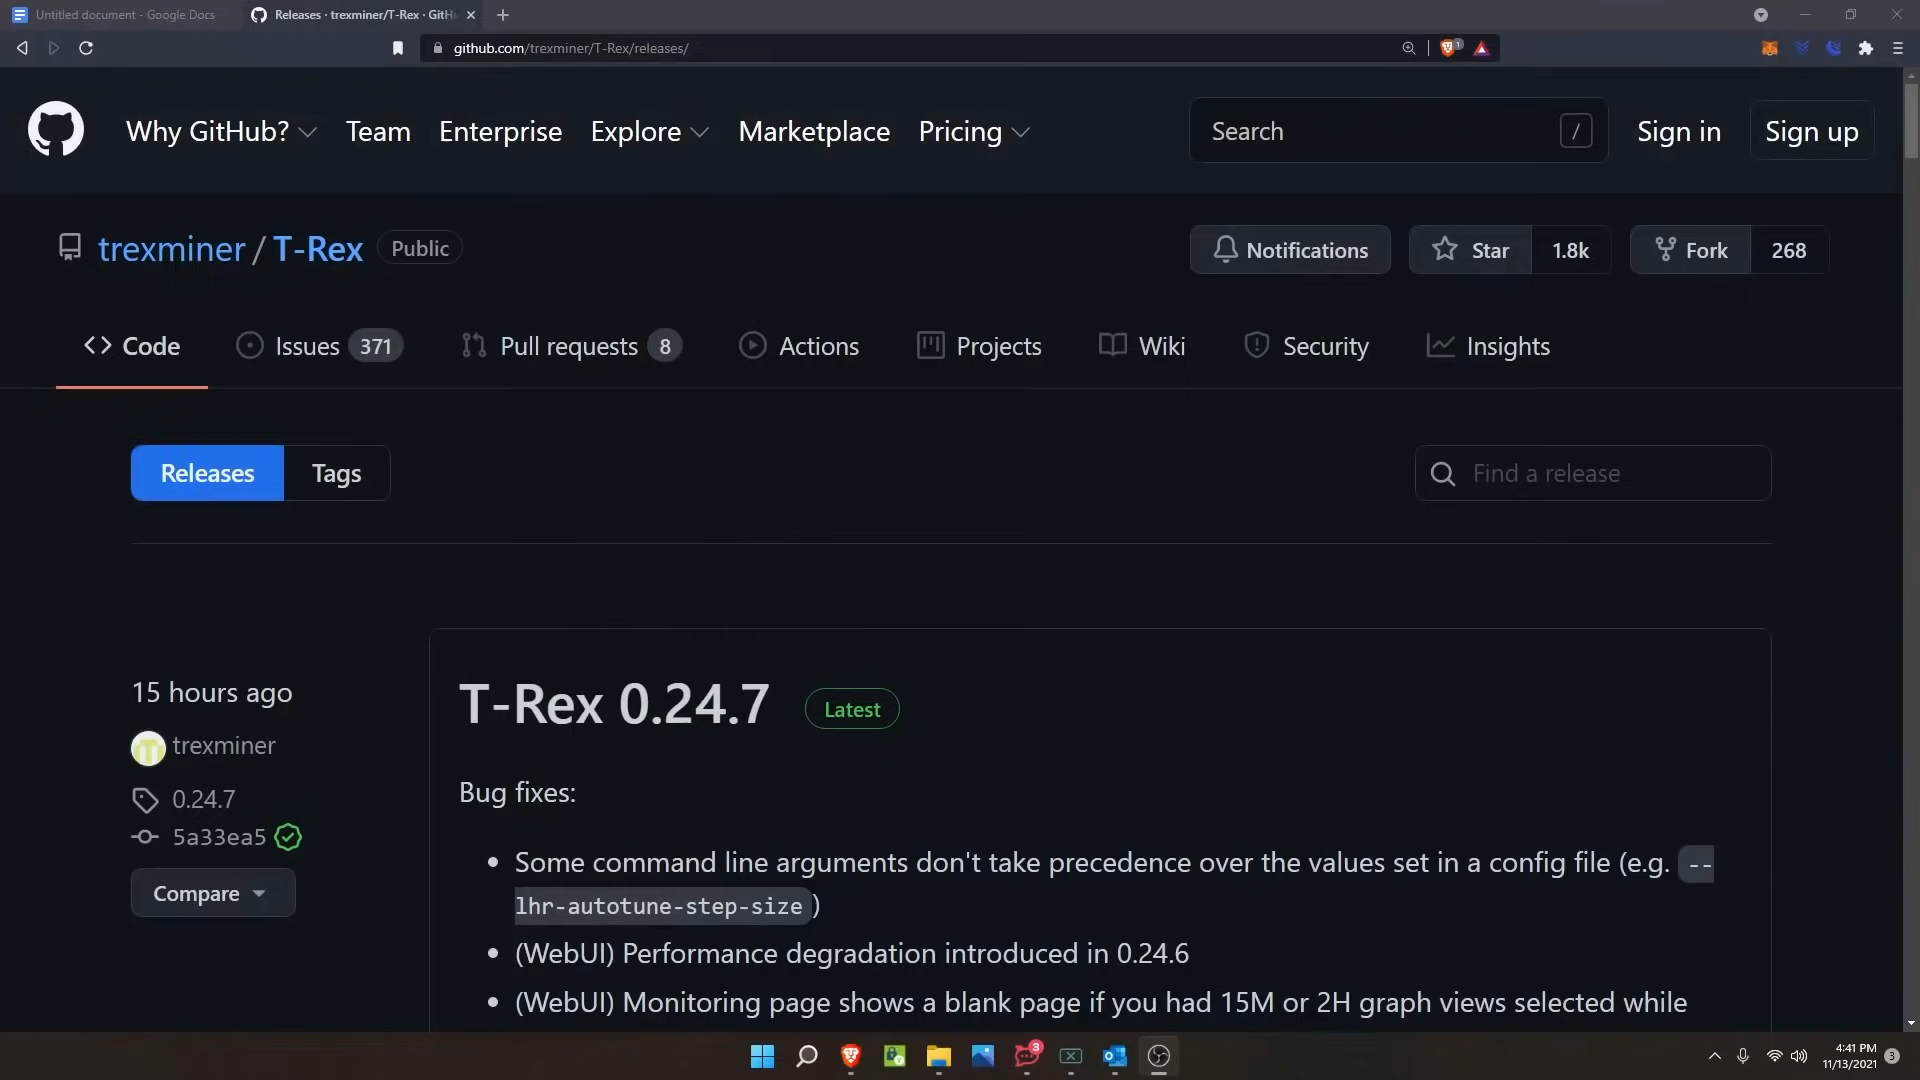 Untitled document - Google Docs
Releases · trexminer/T-Rex · GitH
github.com/trexminer/T-Rex/releases/
1
Why GitHub?
Team
Enterprise
Explore
Marketplace
Pricing
Search
/
Sign in
Sign up
trexminer / T-Rex
Public
Notifications
Star
1.8k
Fork
268
Code
Issues 371
Pull requests 8
Actions
Projects
Wiki
Security
Insights
Releases
Tags
Find a release
15 hours ago
trexminer
0.24.7
5a33ea5
Compare
T-Rex 0.24.7
Latest
Bug fixes:
• Some command line arguments don't take precedence over the values set in a config file (e.g. --
lhr-autotune-step-size)
• (WebUI) Performance degradation introduced in 0.24.6
• (WebUI) Monitoring page shows a blank page if you had 15M or 2H graph views selected while
3
4:41 PM
11/13/2021
3